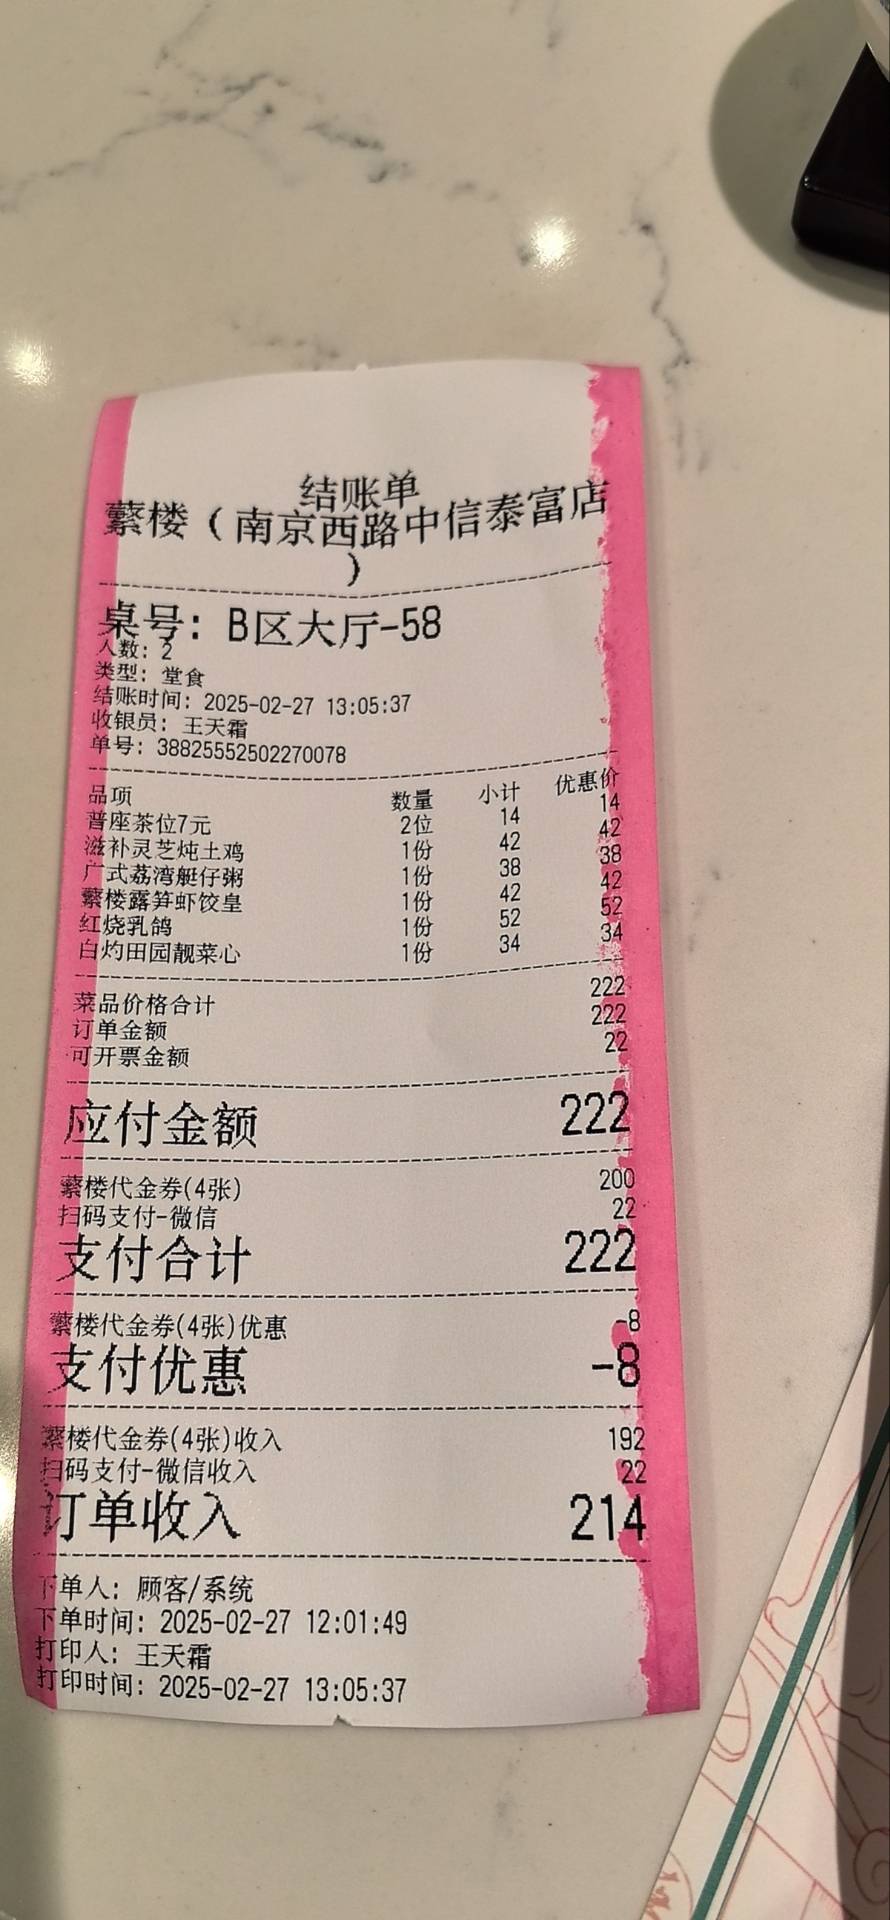 结账单
蘩楼（南京西路中信泰富店
）
桌号：B区大厅-58
人数：2
类型：堂食
结账时间：2025-02-27 13:05:37
收银员：王天霜
单号：38825552502270078
品项 数量 小计 优惠价
普座茶位7元 2位 14 14
滋补灵芝炖土鸡 1份 42 42
广式荔湾艇仔粥 1份 38 38
蘩楼露笋虾饺皇 1份 42 42
红烧乳鸽 1份 52 52
白灼田园靓菜心 1份 34 34
菜品价格合计 222
订单金额 222
可开票金额 22
应付金额 222
蘩楼代金券(4张) 200
扫码支付-微信 22
支付合计 222
蘩楼代金券(4张)优惠 -8
支付优惠 -8
蘩楼代金券(4张)收入 192
扫码支付-微信收入 22
订单收入 214
下单人：顾客/系统
下单时间：2025-02-27 12:01:49
打印人：王天霜
打印时间：2025-02-27 13:05:37